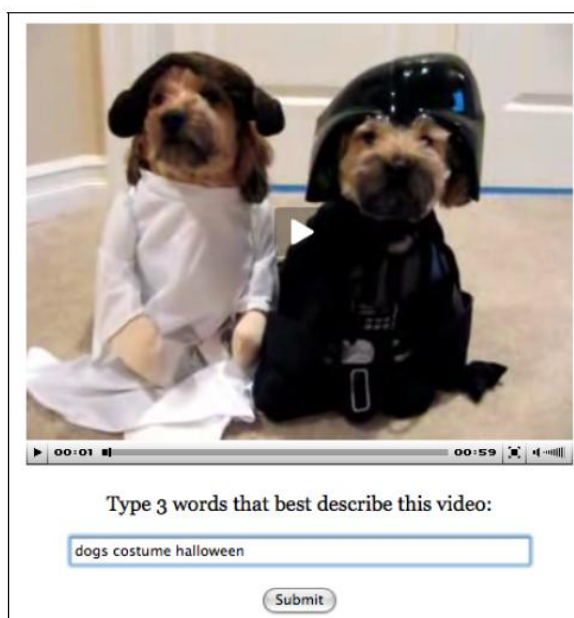 00:01 00:59
Type 3 words that best describe this video:
dogs costume halloween
Submit